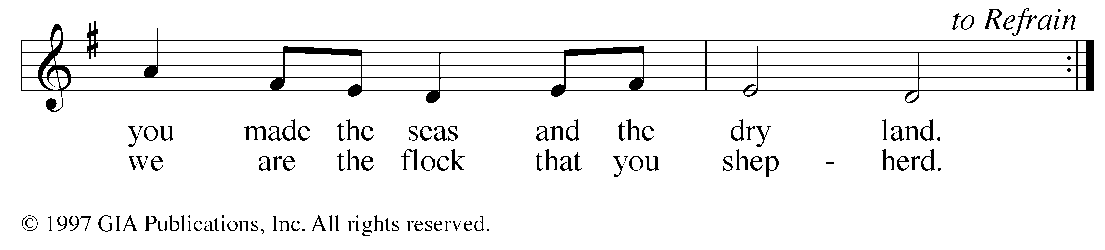 to Refrain
you made the seas and the dry land.
we are the flock that you shep - herd.
© 1997 GIA Publications, Inc. All rights reserved.